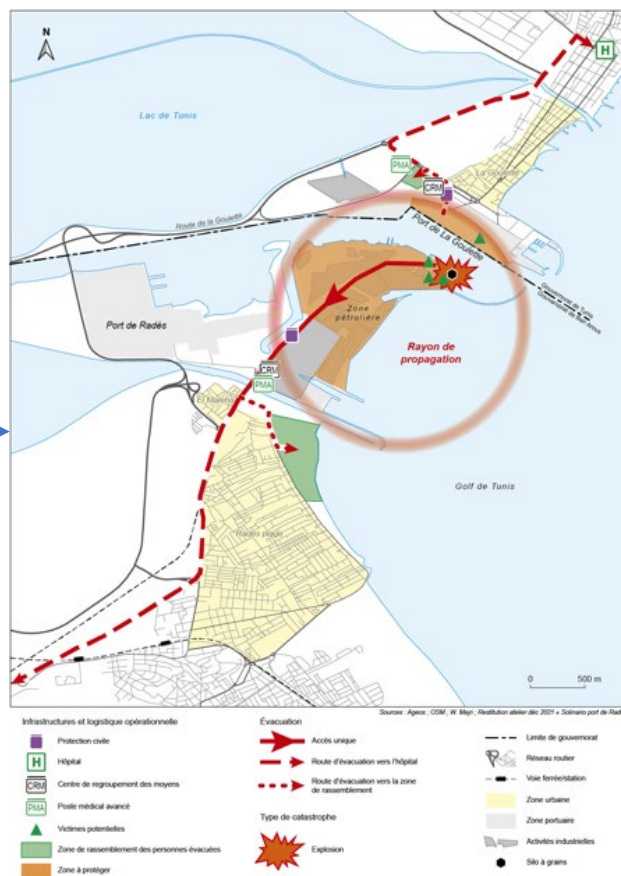 N
H
Lac de Tunis
PMA
La Goulette
CRM
Route de la Goulette
Port de La Goulette
Gouvernorat de Tunis
Gouvernorat de Ben Arous
Zone
pétrolière
Port de Radès
Rayon de
propagation
CRM
PMA
El Maleha
Golf de Tunis
Radès plage
0 500 m
Sources : Ageos ; OSM ; W. Mejri ; Restitution atelier déc 2021 « Solinario port de Rad
Infrastructures et logistique opérationnelle
Protection civile
H Hôpital
CRM Centre de regroupement des moyens
PMA Poste médical avancé
Victimes potentielles
Zone de rassemblement des personnes évacuées
Zone à protéger
Évacuation
Accès unique
Route d'évacuation vers l'hôpital
Route d'évacuation vers la zone
de rassemblement
Type de catastrophe
Explosion
Limite de gouvernorat
Réseau routier
Voie ferrée/station
Zone urbaine
Zone portuaire
Activités industrielles
Silo à grains